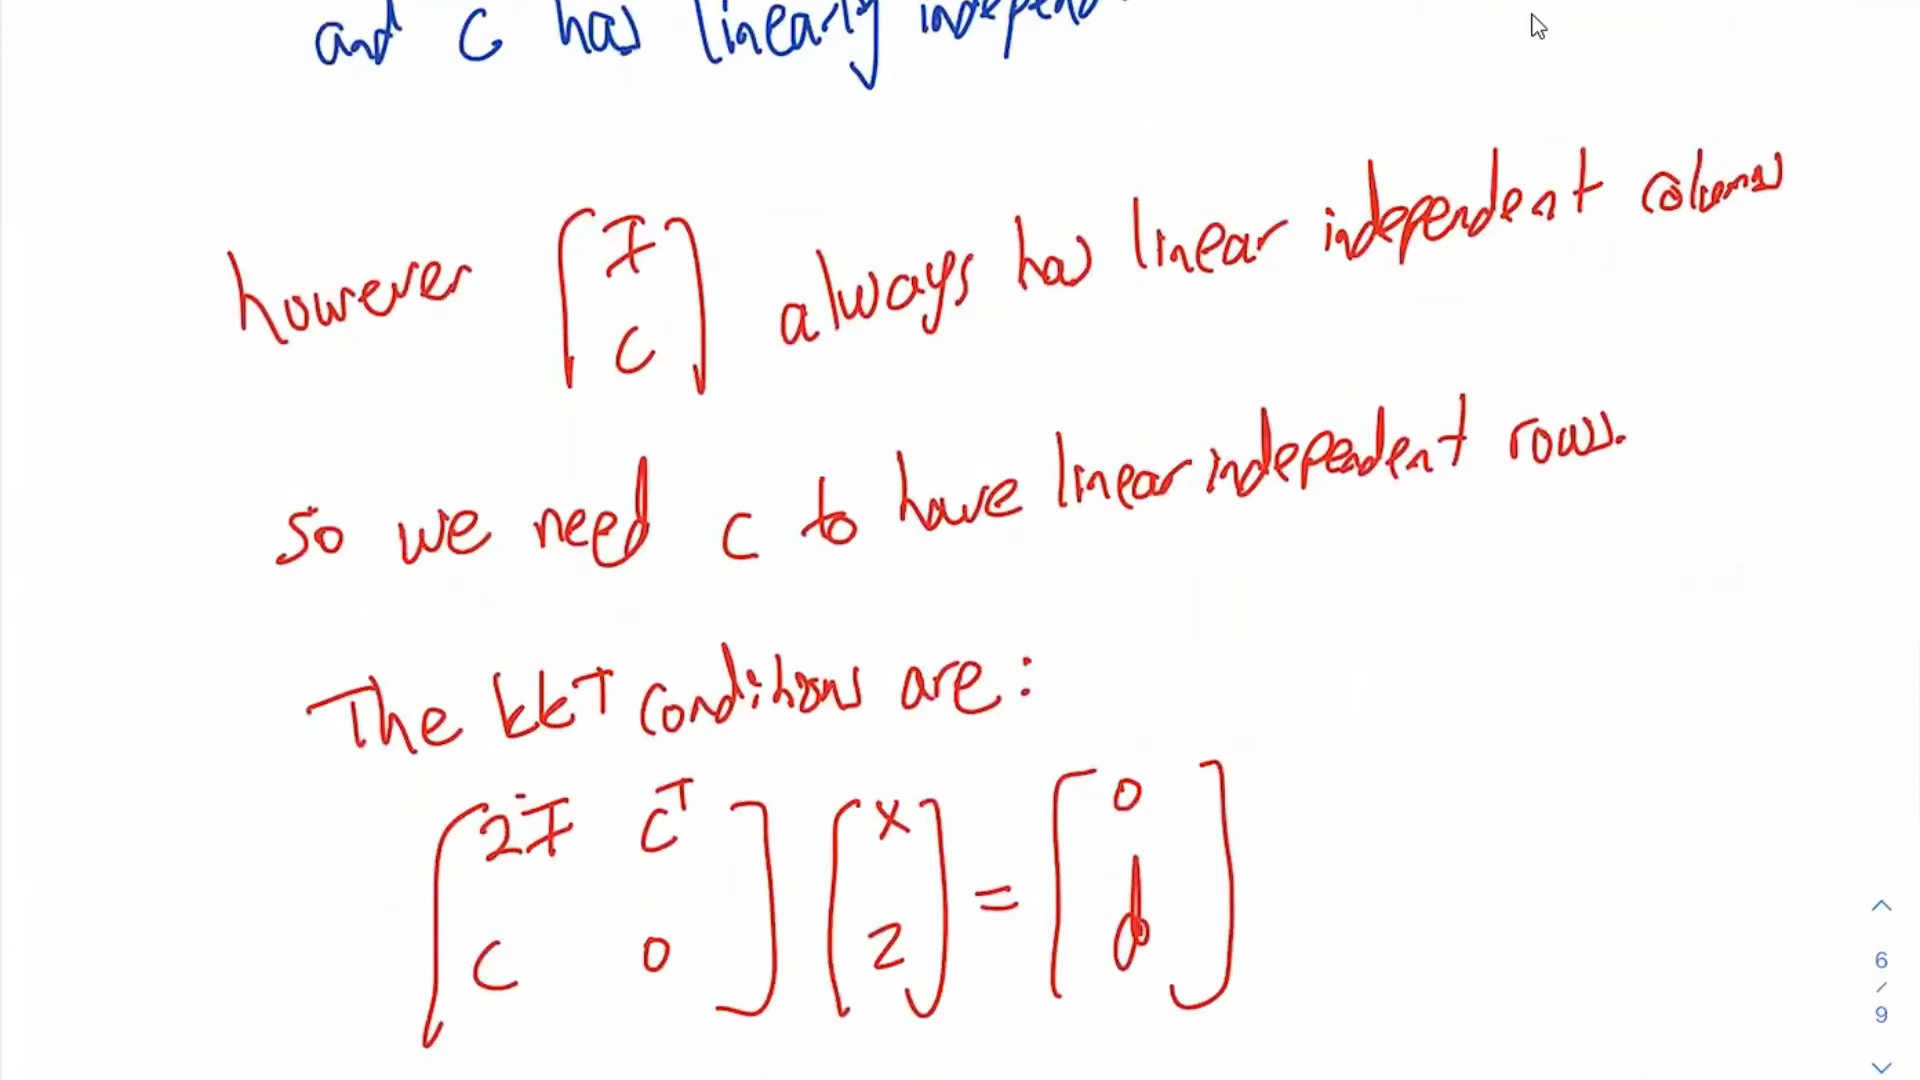 and C has linearly
however [I
C] always has linear independent columns
so we need C to have linear independent rows.
The KKT conditions are:
[2I Cᵀ] [x] = [0]
[C 0] [z] [d]
6
/
9